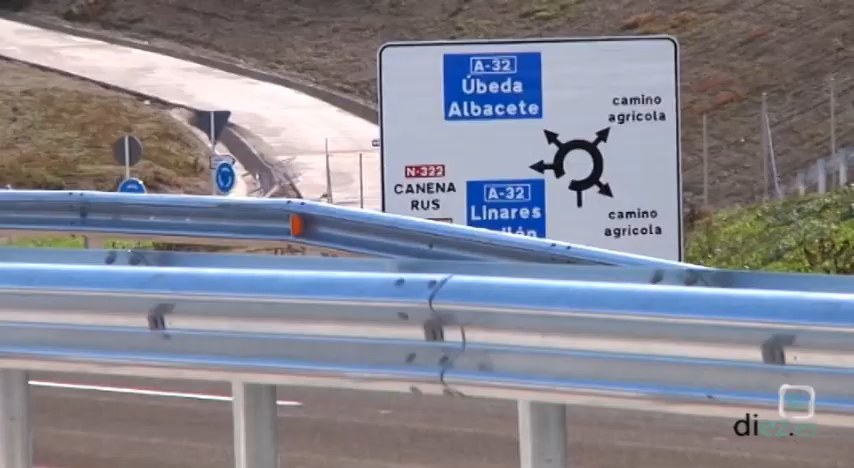 A-32
Úbeda
Albacete
camino
agrícola
N-322
CANENA
RUS
A-32
Linares
camino
agrícola